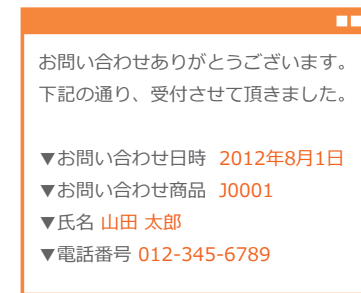 お問い合わせありがとうございます。
下記の通り、受付させて頂きました。
▼お問い合わせ日時 2012年8月1日
▼お問い合わせ商品 J0001
▼氏名 山田 太郎
▼電話番号 012-345-6789